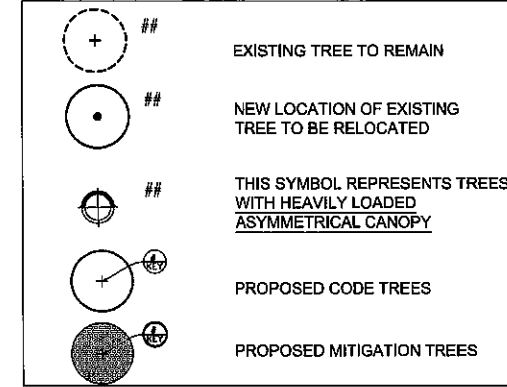 ## EXISTING TREE TO REMAIN
## NEW LOCATION OF EXISTING
TREE TO BE RELOCATED
## THIS SYMBOL REPRESENTS TREES
WITH HEAVILY LOADED
ASYMMETRICAL CANOPY
KEY
PROPOSED CODE TREES
KEY
PROPOSED MITIGATION TREES